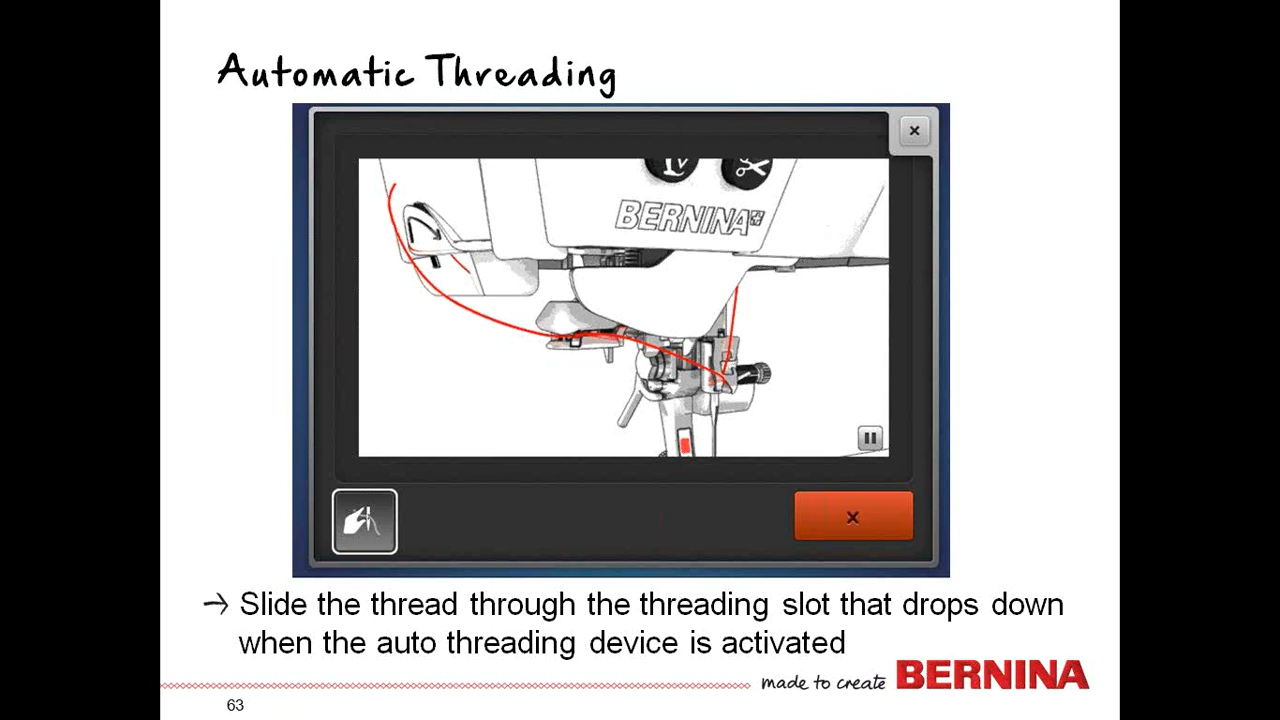 Automatic Threading
BERNINA
Slide the thread through the threading slot that drops down
when the auto threading device is activated
made to create BERNINA
63